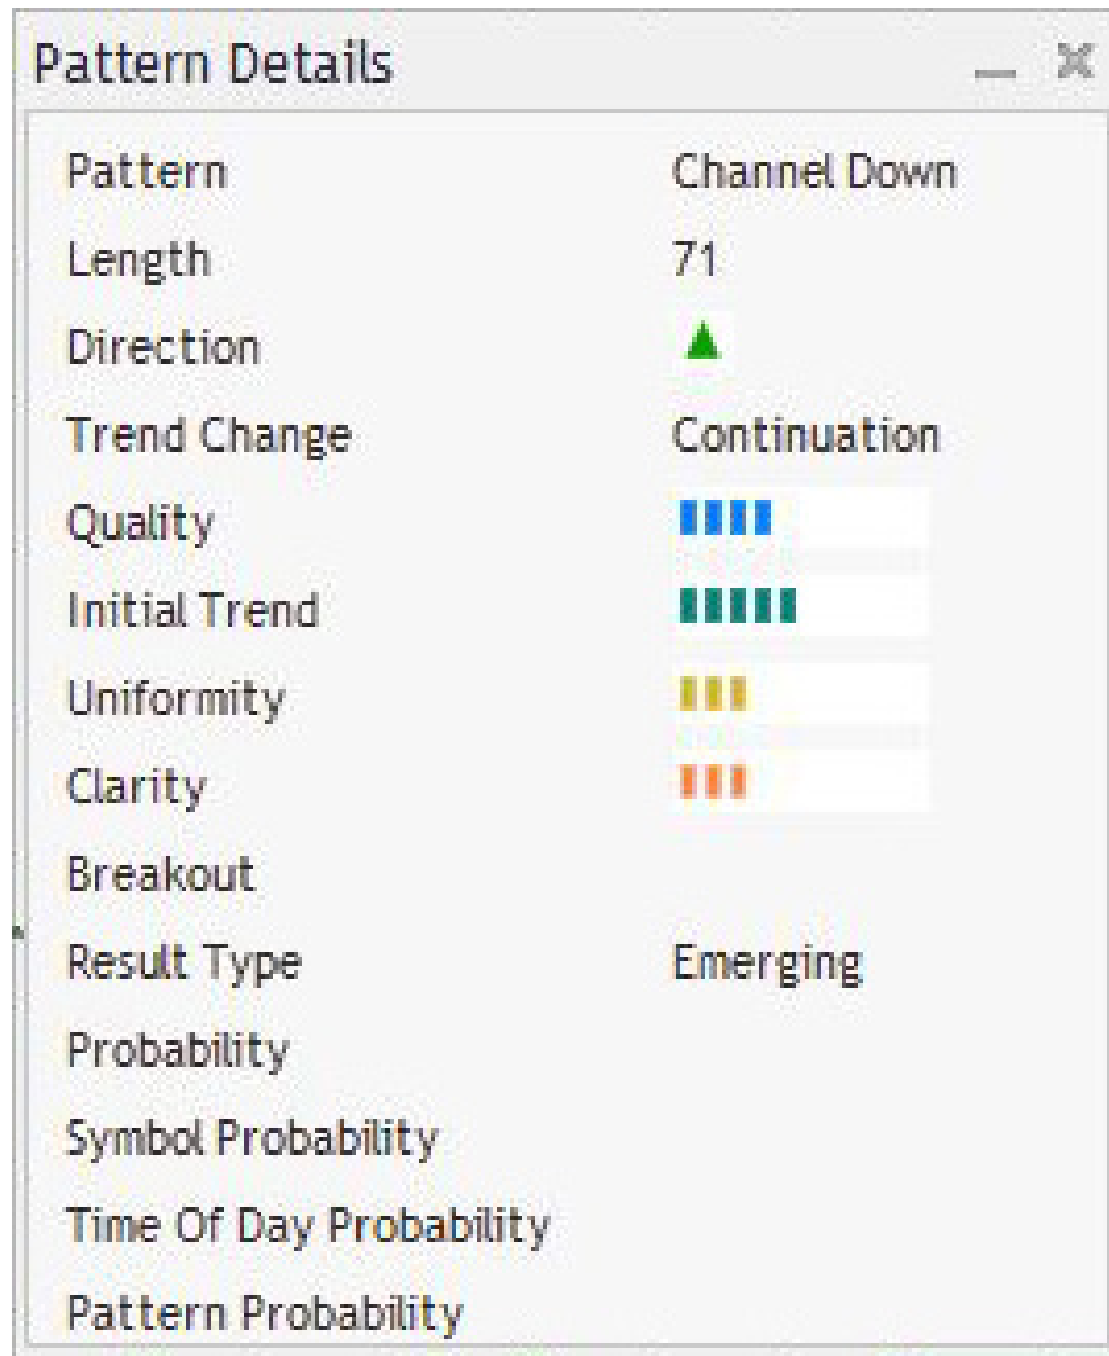 Pattern Details
Pattern Channel Down
Length 71
Direction
Trend Change Continuation
Quality
Initial Trend
Uniformity
Clarity
Breakout
Result Type Emerging
Probability
Symbol Probability
Time Of Day Probability
Pattern Probability